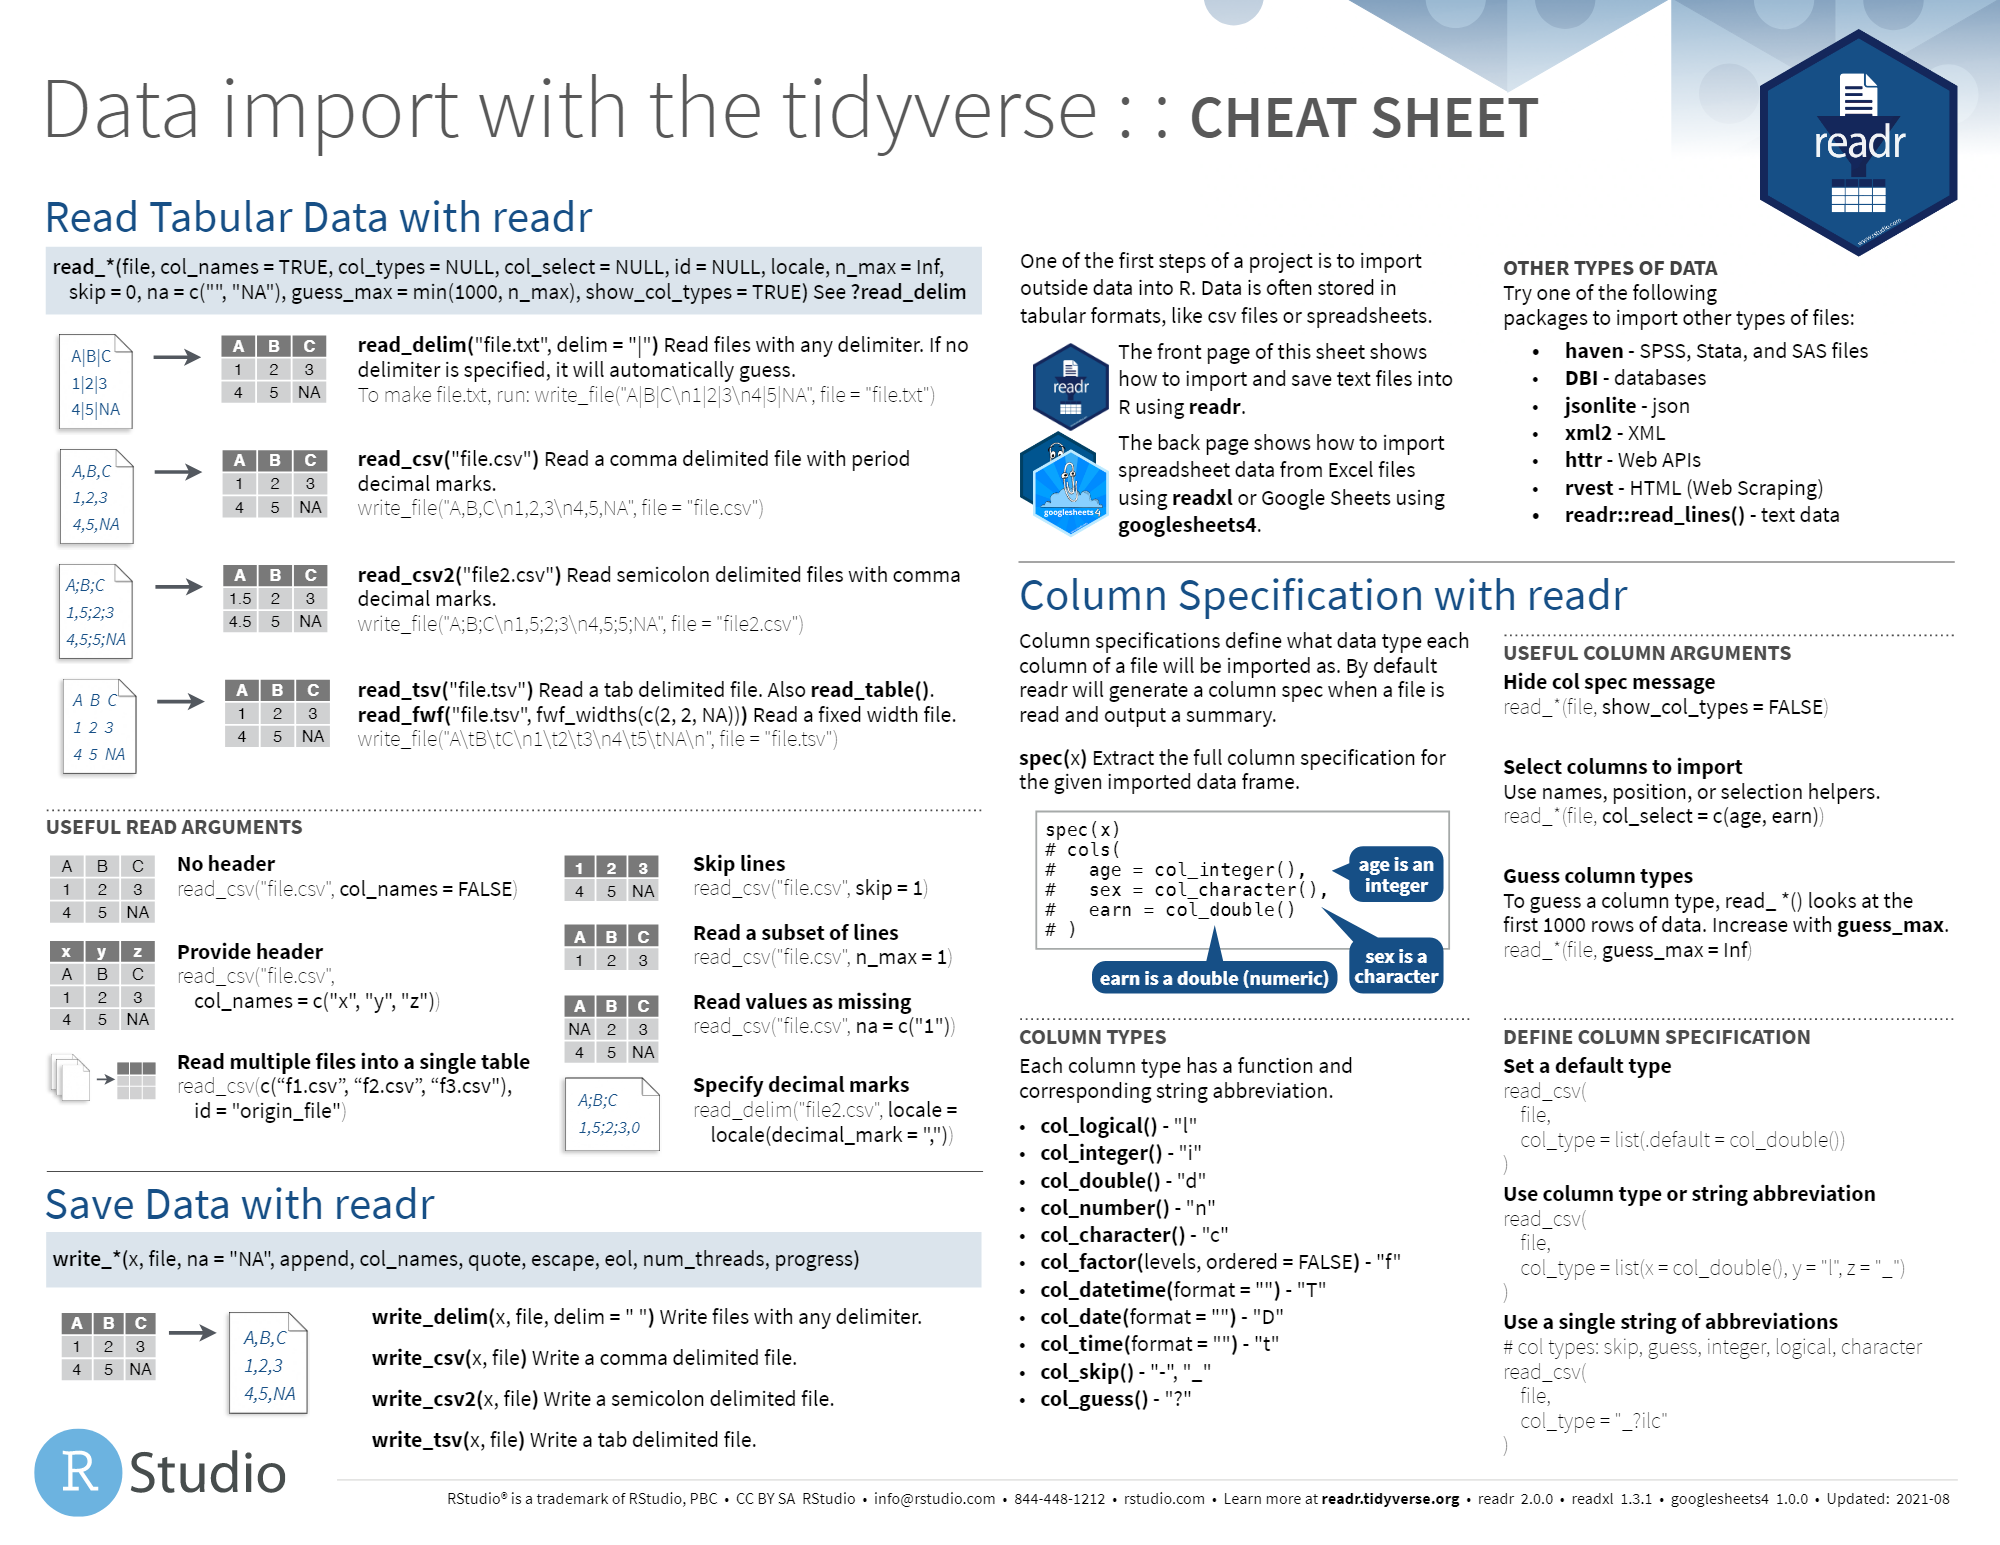 Data import with the tidyverse : : CHEAT SHEET
readr
www.rstudio.com
Read Tabular Data with readr
read_*(file, col_names = TRUE, col_types = NULL, col_select = NULL, id = NULL, locale, n_max = Inf,
skip = 0, na = c("", "NA"), guess_max = min(1000, n_max), show_col_types = TRUE) See ?read_delim
A|B|C
1|2|3
4|5|NA
A B C
1 2 3
4 5 NA
read_delim("file.txt", delim = "|") Read files with any delimiter. If no
delimiter is specified, it will automatically guess.
To make file.txt, run: write_file("A|B|C\n1|2|3\n4|5|NA", file = "file.txt")
A,B,C
1,2,3
4,5,NA
A B C
1 2 3
4 5 NA
read_csv("file.csv") Read a comma delimited file with period
decimal marks.
write_file("A,B,C\n1,2,3\n4,5,NA", file = "file.csv")
A;B;C
1,5;2;3
4,5;5;NA
A B C
1.5 2 3
4.5 5 NA
read_csv2("file2.csv") Read semicolon delimited files with comma
decimal marks.
write_file("A;B;C\n1,5;2;3\n4,5;5;NA", file = "file2.csv")
A B C
1 2 3
4 5 NA
A B C
1 2 3
4 5 NA
read_tsv("file.tsv") Read a tab delimited file. Also read_table().
read_fwf("file.tsv", fwf_widths(c(2, 2, NA))) Read a fixed width file.
write_file("A\tB\tC\n1\t2\t3\n4\t5\tNA\n", file = "file.tsv")
USEFUL READ ARGUMENTS
A B C
1 2 3
4 5 NA
No header
read_csv("file.csv", col_names = FALSE)
x y z
A B C
1 2 3
4 5 NA
Provide header
read_csv("file.csv",
col_names = c("x", "y", "z"))
Read multiple files into a single table
read_csv(c(“f1.csv”, “f2.csv”, “f3.csv"),
id = "origin_file")
1 2 3
4 5 NA
Skip lines
read_csv("file.csv", skip = 1)
A B C
1 2 3
Read a subset of lines
read_csv("file.csv", n_max = 1)
A B C
NA 2 3
4 5 NA
Read values as missing
read_csv("file.csv", na = c("1"))
A;B;C
1,5;2;3,0
Specify decimal marks
read_delim("file2.csv", locale =
locale(decimal_mark = ","))
Save Data with readr
write_*(x, file, na = "NA", append, col_names, quote, escape, eol, num_threads, progress)
A B C
1 2 3
4 5 NA
A,B,C
1,2,3
4,5,NA
write_delim(x, file, delim = " ") Write files with any delimiter.
write_csv(x, file) Write a comma delimited file.
write_csv2(x, file) Write a semicolon delimited file.
write_tsv(x, file) Write a tab delimited file.
One of the first steps of a project is to import
outside data into R. Data is often stored in
tabular formats, like csv files or spreadsheets.
readr
The front page of this sheet shows
how to import and save text files into
R using readr.
googlesheets4
The back page shows how to import
spreadsheet data from Excel files
using readxl or Google Sheets using
googlesheets4.
OTHER TYPES OF DATA
Try one of the following
packages to import other types of files:
• haven - SPSS, Stata, and SAS files
• DBI - databases
• jsonlite - json
• xml2 - XML
• httr - Web APIs
• rvest - HTML (Web Scraping)
• readr::read_lines() - text data
Column Specification with readr
Column specifications define what data type each
column of a file will be imported as. By default
readr will generate a column spec when a file is
read and output a summary.
spec(x) Extract the full column specification for
the given imported data frame.
spec(x)
# cols(
#   age = col_integer(),
#   sex = col_character(),
#   earn = col_double()
# )
age is an
integer
sex is a
character
earn is a double (numeric)
COLUMN TYPES
Each column type has a function and
corresponding string abbreviation.
• col_logical() - "l"
• col_integer() - "i"
• col_double() - "d"
• col_number() - "n"
• col_character() - "c"
• col_factor(levels, ordered = FALSE) - "f"
• col_datetime(format = "") - "T"
• col_date(format = "") - "D"
• col_time(format = "") - "t"
• col_skip() - "-", "_"
• col_guess() - "?"
USEFUL COLUMN ARGUMENTS
Hide col spec message
read_*(file, show_col_types = FALSE)
Select columns to import
Use names, position, or selection helpers.
read_*(file, col_select = c(age, earn))
Guess column types
To guess a column type, read_ *() looks at the
first 1000 rows of data. Increase with guess_max.
read_*(file, guess_max = Inf)
DEFINE COLUMN SPECIFICATION
Set a default type
read_csv(
file,
col_type = list(.default = col_double())
)
Use column type or string abbreviation
read_csv(
file,
col_type = list(x = col_double(), y = "l", z = "_")
)
Use a single string of abbreviations
# col types: skip, guess, integer, logical, character
read_csv(
file,
col_type = "_?ilc"
)
R Studio
RStudio® is a trademark of RStudio, PBC • CC BY SA RStudio • info@rstudio.com • 844-448-1212 • rstudio.com • Learn more at readr.tidyverse.org • readr 2.0.0 • readxl 1.3.1 • googlesheets4 1.0.0 • Updated: 2021-08